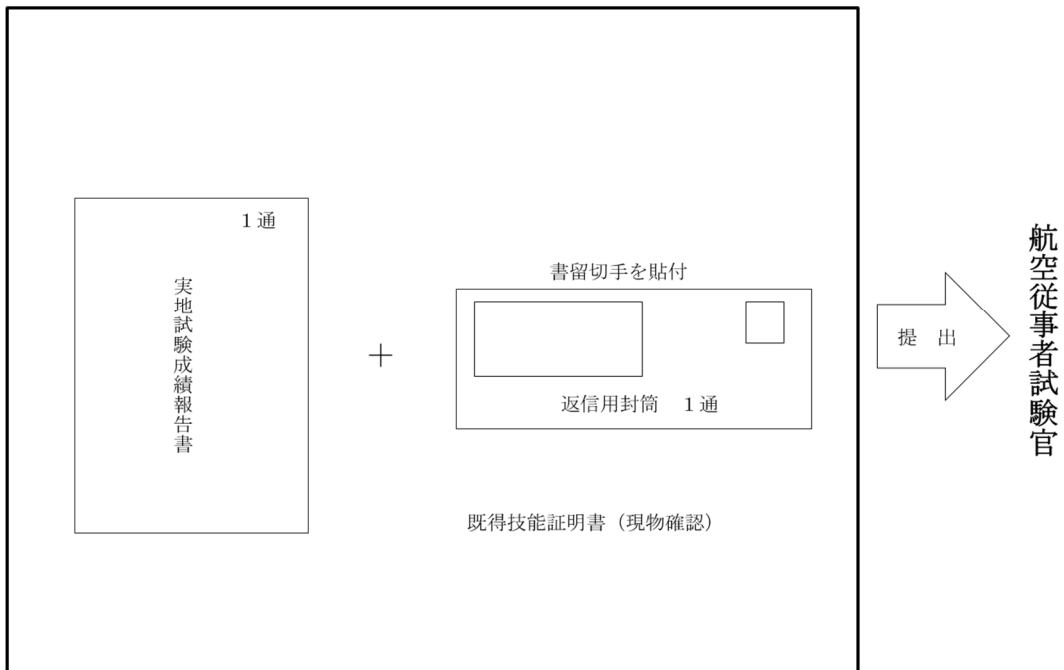 １通
実地試験成績報告書
＋
書留切手を貼付
返信用封筒　１通
既得技能証明書（現物確認）
提　出
航空従事者試験官